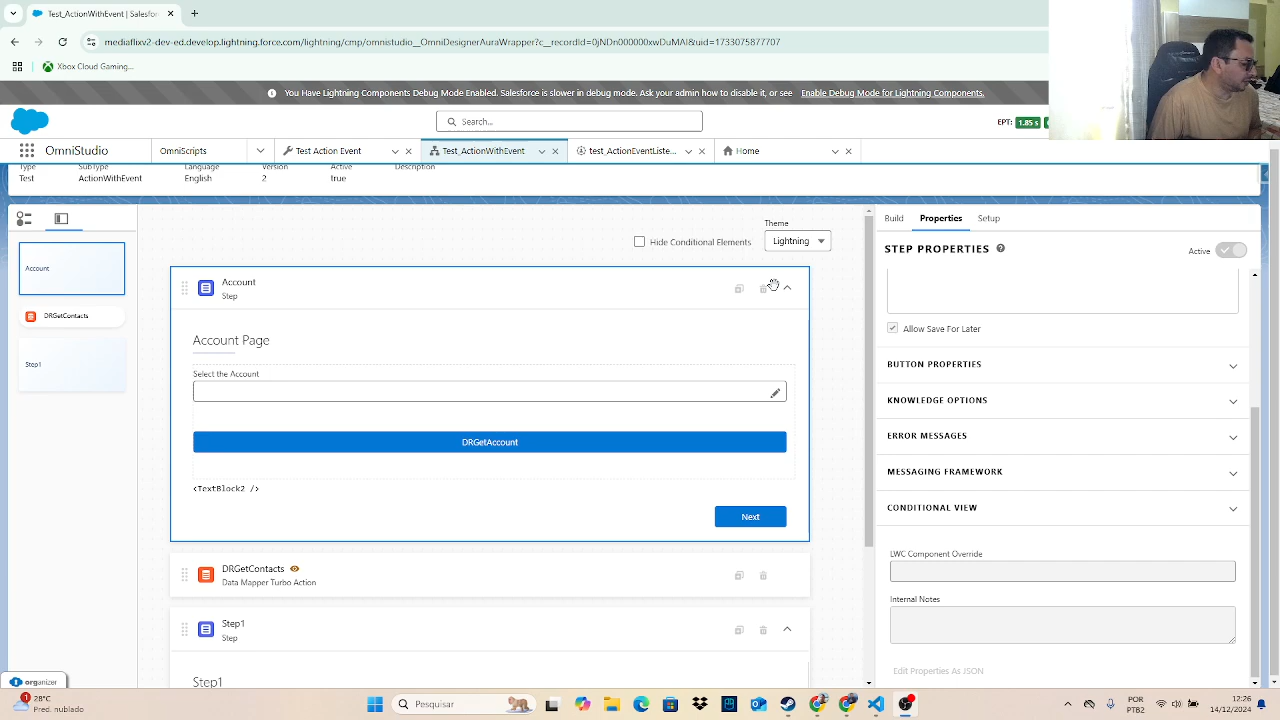 Test_ActionWithEvent | Salesfor
mediaflix2-dev-ed.develop.lightning.force.com/lightning/cmp/omnistudio__OmniDesignerAuraWrapper?c__recordId=0jNDn000000xwDuMAI&uid=1733075877707
Xbox Cloud Gaming...
You have Lightning Components Debug Enabled. Salesforce is slower in debug mode. Ask your admin how to disable it, or see Enable Debug Mode for Lightning Components.
Search...
EPT: 1.85 s
OmniStudio
OmniScripts
Test Action Event
Test_ActionWithEvent
test_ActionEventListe...
Home
Type SubType Language Version Active Description
Test ActionWithEvent English 2 true
Account
DRGetContacts
Step1
Hide Conditional Elements
Theme
Lightning
Account
Step
Account Page
Select the Account
DRGetAccount
<TextBlock2 />
Next
DRGetContacts
Data Mapper Turbo Action
Step1
Step
Step1
Build Properties Setup
STEP PROPERTIES
Active
Allow Save For Later
BUTTON PROPERTIES
KNOWLEDGE OPTIONS
ERROR MESSAGES
MESSAGING FRAMEWORK
CONDITIONAL VIEW
LWC Component Override
Internal Notes
Edit Properties As JSON
organizer
1
28°C
Pred. nublado
Pesquisar
POR
PTB2
12:26
01/12/2024